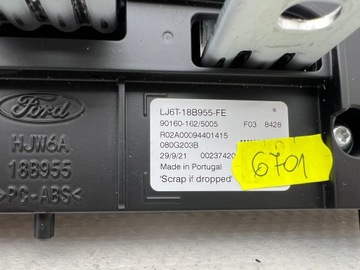 Ford
HJW6A
18B955
>PC-ABS<
LJ6T-18B955-FE
90160-162/5005 F03 8428
R02A00094401415
080G203B
29/9/21 00237420
Made in Portugal
'Scrap if dropped'
6701